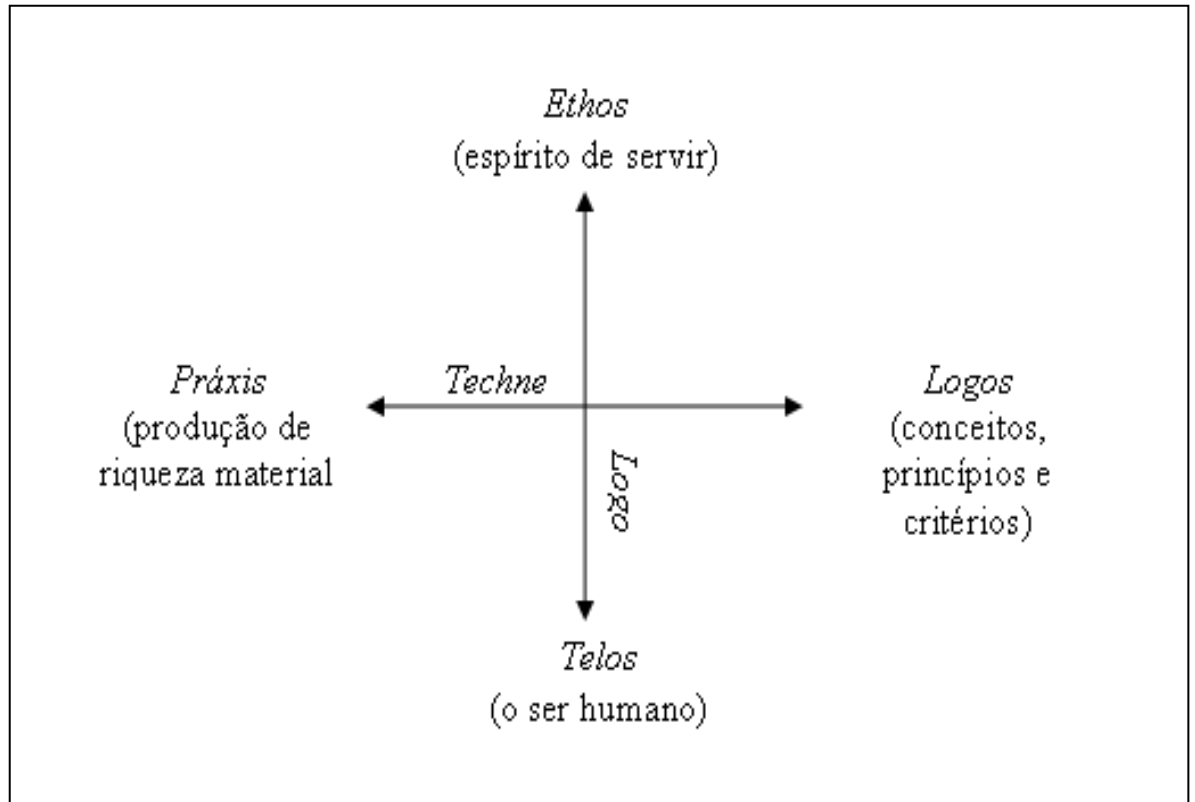 Ethos
(espírito de servir)
Práxis
(produção de
riqueza material
Techne
Logos
(conceitos,
princípios e
critérios)
Logo
Telos
(o ser humano)